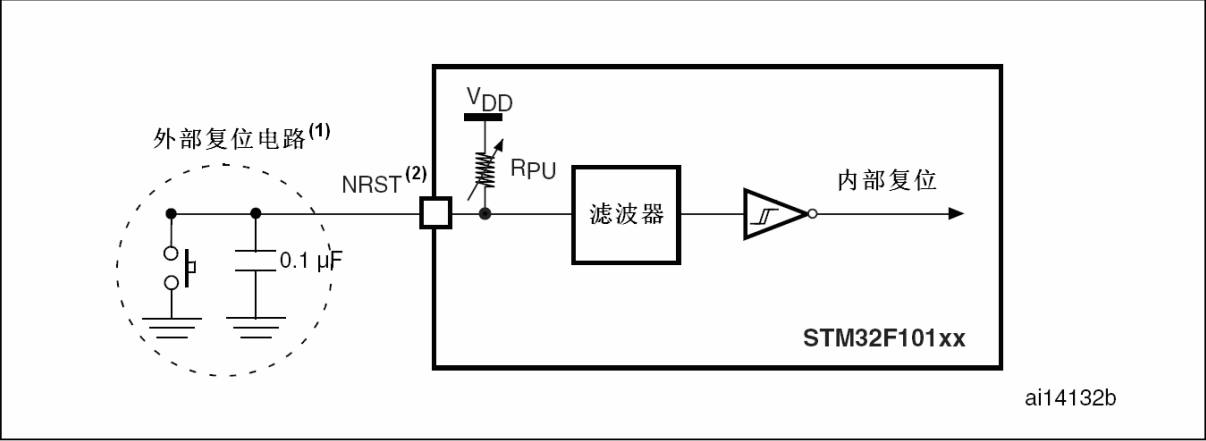 VDD
外部复位电路(1)
NRST(2)
RPU
内部复位
滤波器
0.1 µF
STM32F101xx
ai14132b